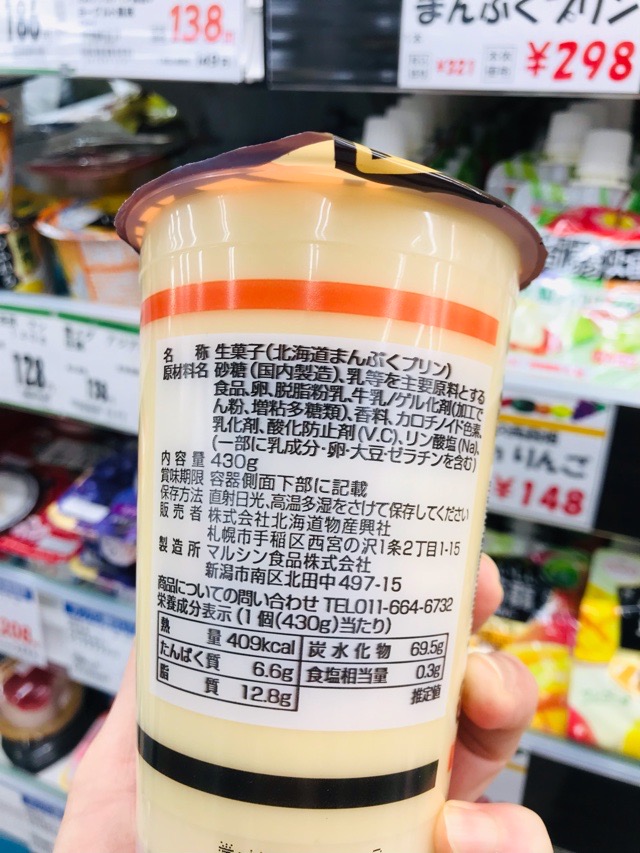 138円
まんぷくプリン
¥321
¥298
128
138
りんご
¥148
名称 生菓子(北海道まんぷくプリン)
原材料名 砂糖(国内製造)、乳等を主要原料とする
食品、卵、脱脂粉乳、牛乳/ゲル化剤(加工で
ん粉、増粘多糖類)、香料、カロチノイド色素、
乳化剤、酸化防止剤(V.C)、リン酸塩(Na)、
(一部に乳成分・卵・大豆・ゼラチンを含む)
内容量 430g
賞味期限 容器側面下部に記載
保存方法 直射日光、高温多湿をさけて保存してください
販売者 株式会社北海道物産興社
札幌市手稲区西宮の沢1条2丁目1-15
製造所 マルシン食品株式会社
新潟市南区北田中497-15
商品についての問い合わせ TEL011-664-6732
栄養成分表示(1個(430g)当たり)
熱量 409kcal 炭水化物 69.5g
たんぱく質 6.6g 食塩相当量 0.3g
脂質 12.8g 推定値